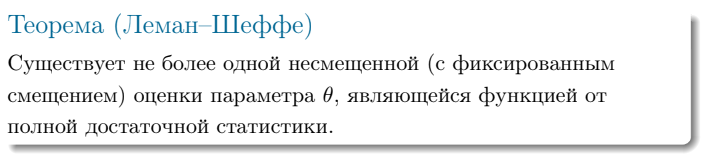 Теорема (Леман–Шеффе)
Существует не более одной несмещенной (с фиксированным
смещением) оценки параметра θ, являющейся функцией от
полной достаточной статистики.